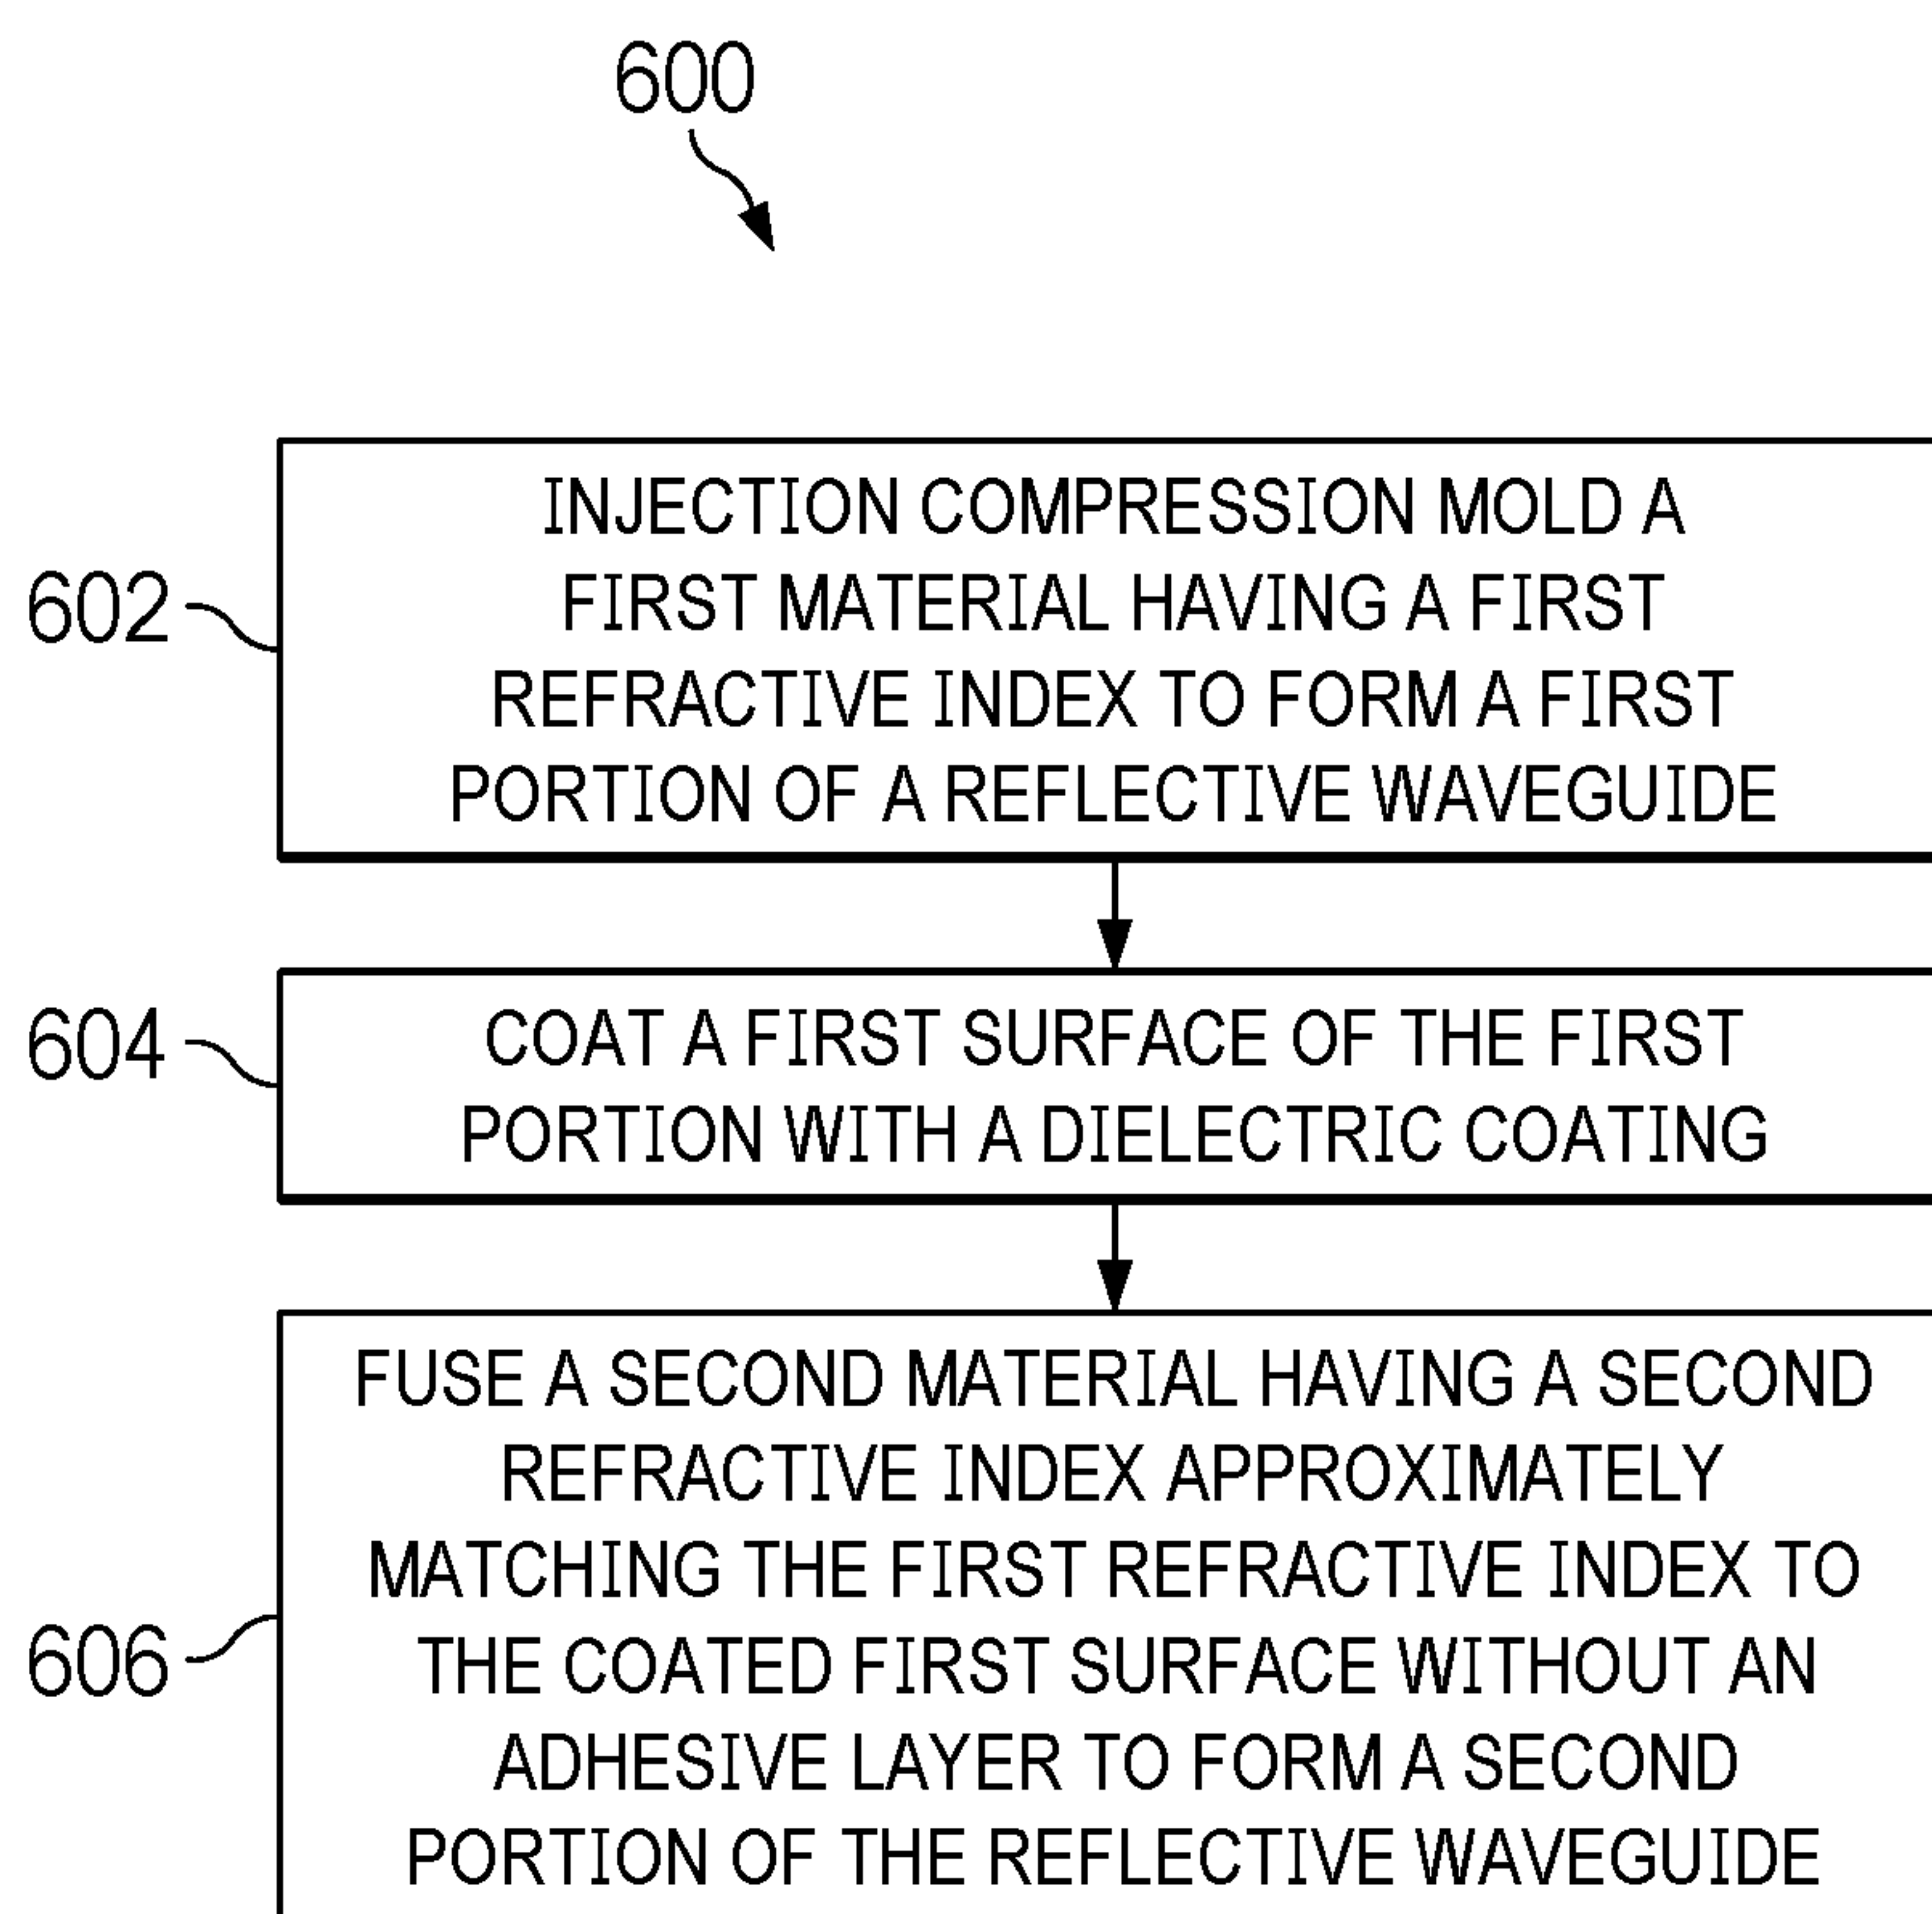 600
602
INJECTION COMPRESSION MOLD A
FIRST MATERIAL HAVING A FIRST
REFRACTIVE INDEX TO FORM A FIRST
PORTION OF A REFLECTIVE WAVEGUIDE
604
COAT A FIRST SURFACE OF THE FIRST
PORTION WITH A DIELECTRIC COATING
606
FUSE A SECOND MATERIAL HAVING A SECOND
REFRACTIVE INDEX APPROXIMATELY
MATCHING THE FIRST REFRACTIVE INDEX TO
THE COATED FIRST SURFACE WITHOUT AN
ADHESIVE LAYER TO FORM A SECOND
PORTION OF THE REFLECTIVE WAVEGUIDE